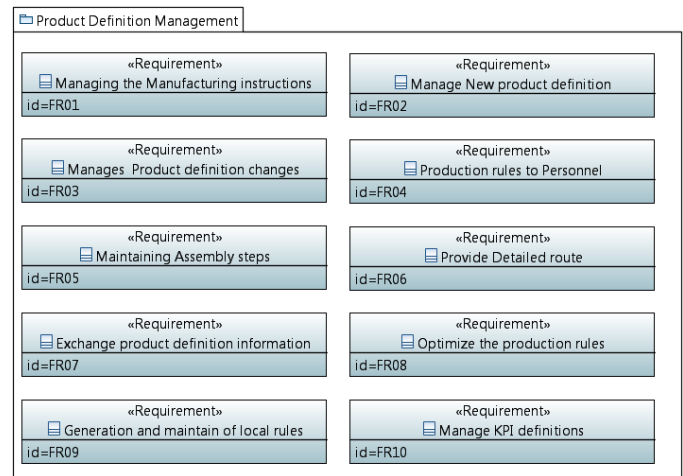 Product Definition Management
«Requirement»
Managing the Manufacturing instructions
id=FR01
«Requirement»
Manage New product definition
id=FR02
«Requirement»
Manages Product definition changes
id=FR03
«Requirement»
Production rules to Personnel
id=FR04
«Requirement»
Maintaining Assembly steps
id=FR05
«Requirement»
Provide Detailed route
id=FR06
«Requirement»
Exchange product definition information
id=FR07
«Requirement»
Optimize the production rules
id=FR08
«Requirement»
Generation and maintain of local rules
id=FR09
«Requirement»
Manage KPI definitions
id=FR10